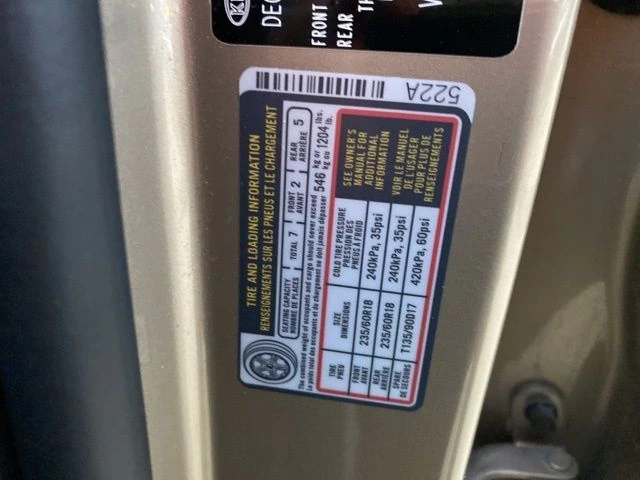 KI
DEC
FRONT
REAR
TH
V
522A
TIRE AND LOADING INFORMATION
RENSEIGNEMENTS SUR LES PNEUS ET LE CHARGEMENT
SEATING CAPACITY TOTAL 7 FRONT 2 REAR 5
NOMBRE DE PLACES AVANT ARRIÈRE
The combined weight of occupants and cargo should never exceed 546 kg or 1204 lbs.
Le poids total des occupants et du chargement ne doit jamais dépasser kg ou lb.
TIRE SIZE COLD TIRE PRESSURE SEE OWNER'S
PNEU DIMENSIONS PRESSION DES MANUAL FOR
PNEUS À FROID ADDITIONAL
INFORMATION
FRONT 235/60R18 240kPa, 35psi
AVANT
REAR 235/60R18 240kPa, 35psi VOIR LE MANUEL
ARRIÈRE DE L'USAGER
SPARE T135/90D17 420kPa, 60psi POUR PLUS DE
DE SECOURS RENSEIGNEMENTS